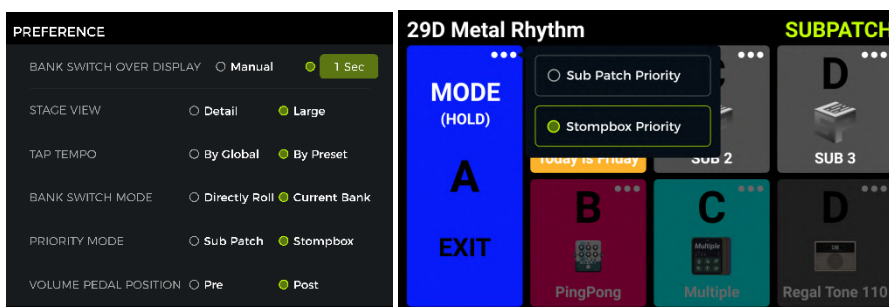 PREFERENCE
BANK SWITCH OVER DISPLAY Manual 1 Sec
STAGE VIEW Detail Large
TAP TEMPO By Global By Preset
BANK SWITCH MODE Directly Roll Current Bank
PRIORITY MODE Sub Patch Stompbox
VOLUME PEDAL POSITION Pre Post
29D Metal Rhythm SUBPATCH
MODE
(HOLD)
A
EXIT
Sub Patch Priority
Stompbox Priority
Today is Friday
C
SUB 2
D
SUB 3
B
PingPong
C
Multiple
Multiple
D
Regal Tone 110